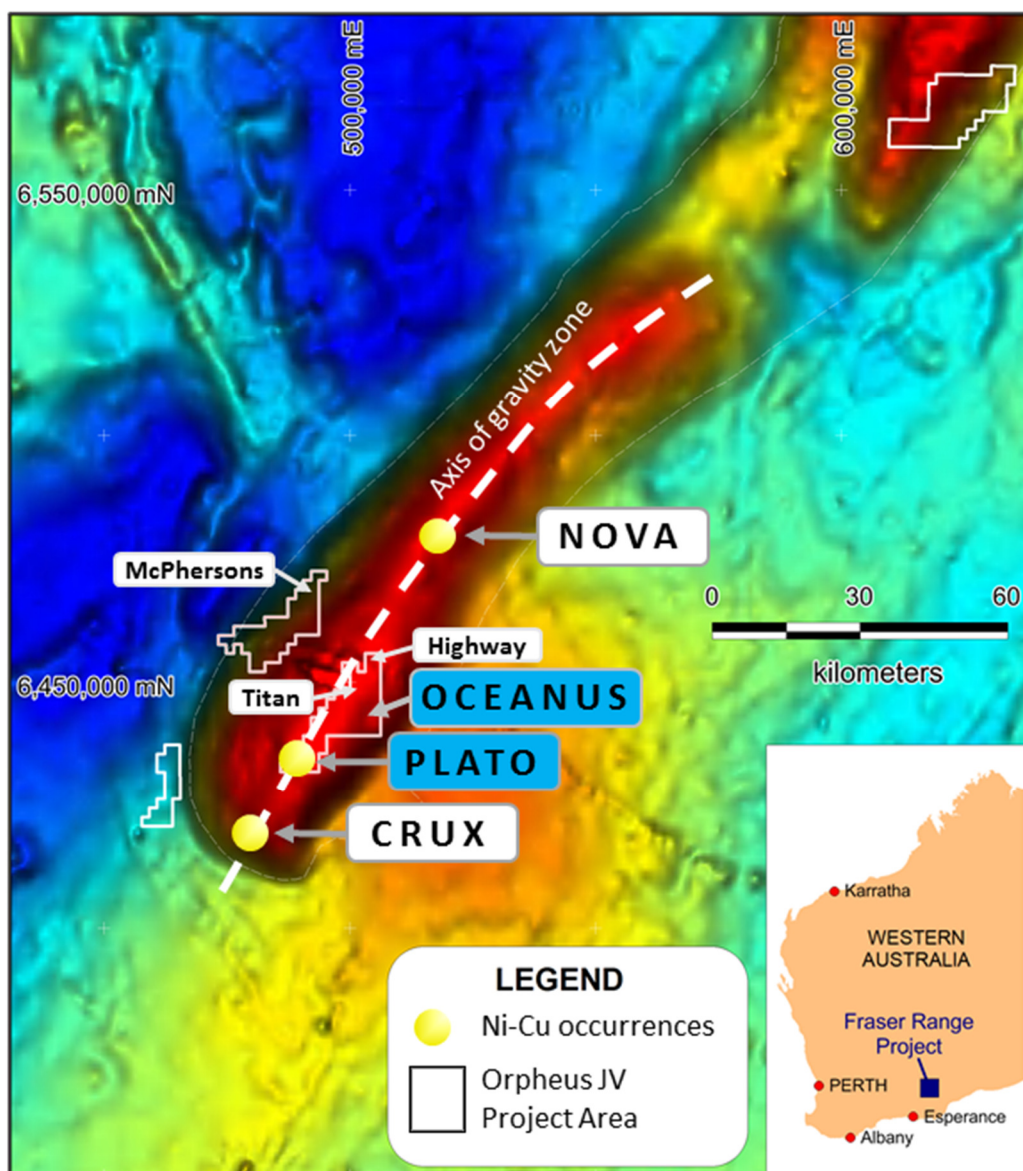 500,000 mE
600,000 mE
6,550,000 mN
Axis of gravity zone
NOVA
McPhersons
0 30 60
kilometers
Highway
6,450,000 mN
Titan
OCEANUS
PLATO
CRUX
LEGEND
Ni-Cu occurrences
Orpheus JV
Project Area
Karratha
WESTERN
AUSTRALIA
Fraser Range
Project
PERTH
Esperance
Albany